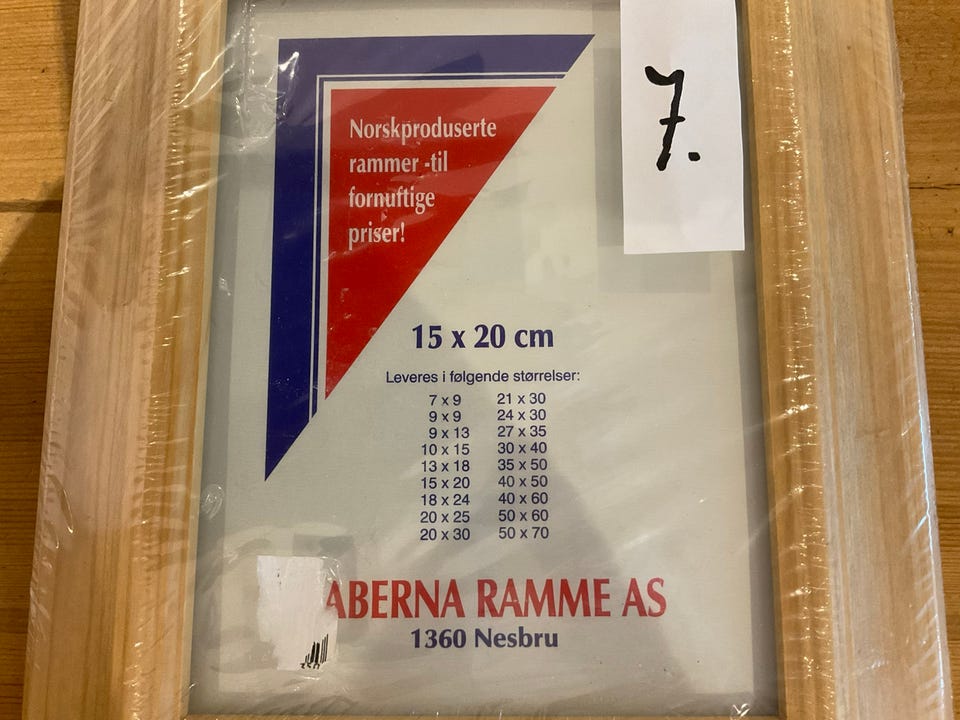 7.
Norskproduserte
rammer -til
fornuftige
priser!
15 x 20 cm
Leveres i følgende størrelser:
7 x 9 21 x 30
9 x 9 24 x 30
9 x 13 27 x 35
10 x 15 30 x 40
13 x 18 35 x 50
15 x 20 40 x 50
18 x 24 40 x 60
20 x 25 50 x 60
20 x 30 50 x 70
ABERNA RAMME AS
1360 Nesbru